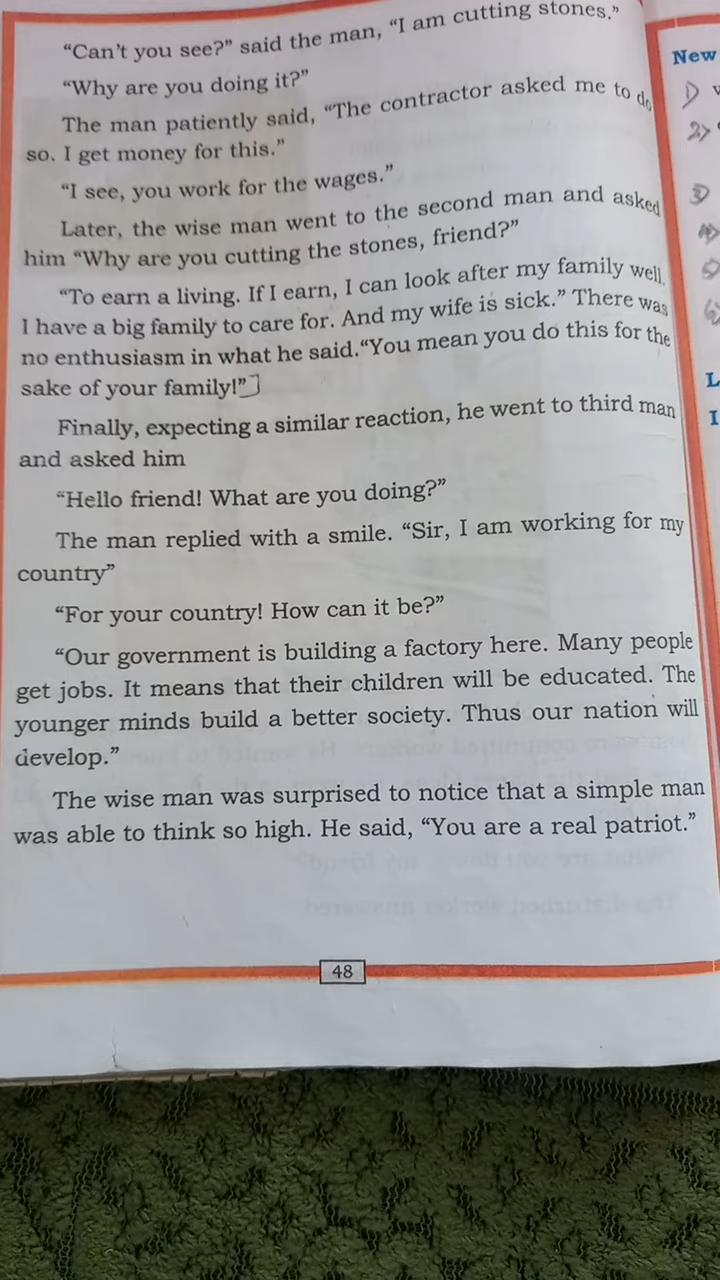 “Can’t you see?” said the man, “I am cutting stones.”
“Why are you doing it?”
The man patiently said, “The contractor asked me to do
so. I get money for this.”
“I see, you work for the wages.”
Later, the wise man went to the second man and asked
him “Why are you cutting the stones, friend?”
“To earn a living. If I earn, I can look after my family well.
I have a big family to care for. And my wife is sick.” There was
no enthusiasm in what he said.“You mean you do this for the
sake of your family!”
Finally, expecting a similar reaction, he went to third man
and asked him
“Hello friend! What are you doing?”
The man replied with a smile. “Sir, I am working for my
country”
“For your country! How can it be?”
“Our government is building a factory here. Many people
get jobs. It means that their children will be educated. The
younger minds build a better society. Thus our nation will
develop.”
The wise man was surprised to notice that a simple man
was able to think so high. He said, “You are a real patriot.”
48
New
1)
2)
3)
L
I